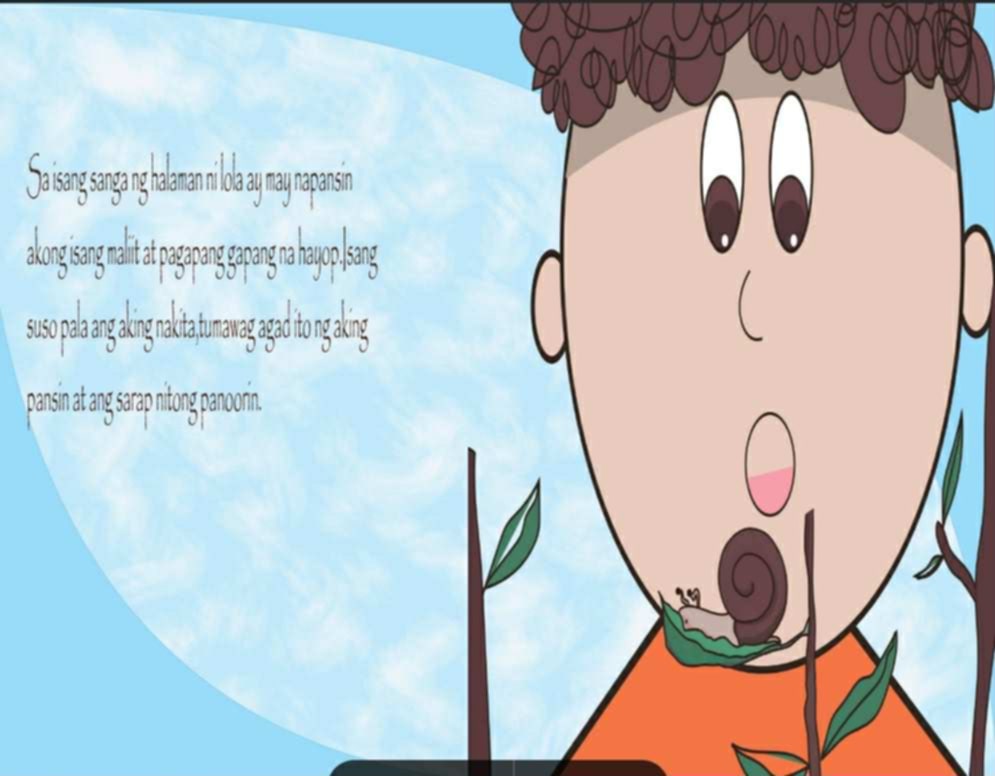 Sa isang sanga ng halaman ni lola ay may napansin
akong isang maliit at pagapang gapang na hayop.Isang
suso pala ang aking nakita,tumawag agad ito ng aking
pansin at ang sarap nitong panoorin.